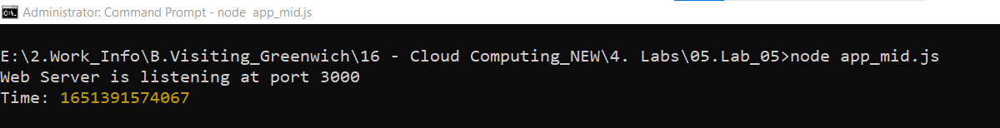 Administrator: Command Prompt - node  app_mid.js
E:\2.Work_Info\B.Visiting_Greenwich\16 - Cloud Computing_NEW\4. Labs\05.Lab_05>node app_mid.js
Web Server is listening at port 3000
Time: 1651391574067